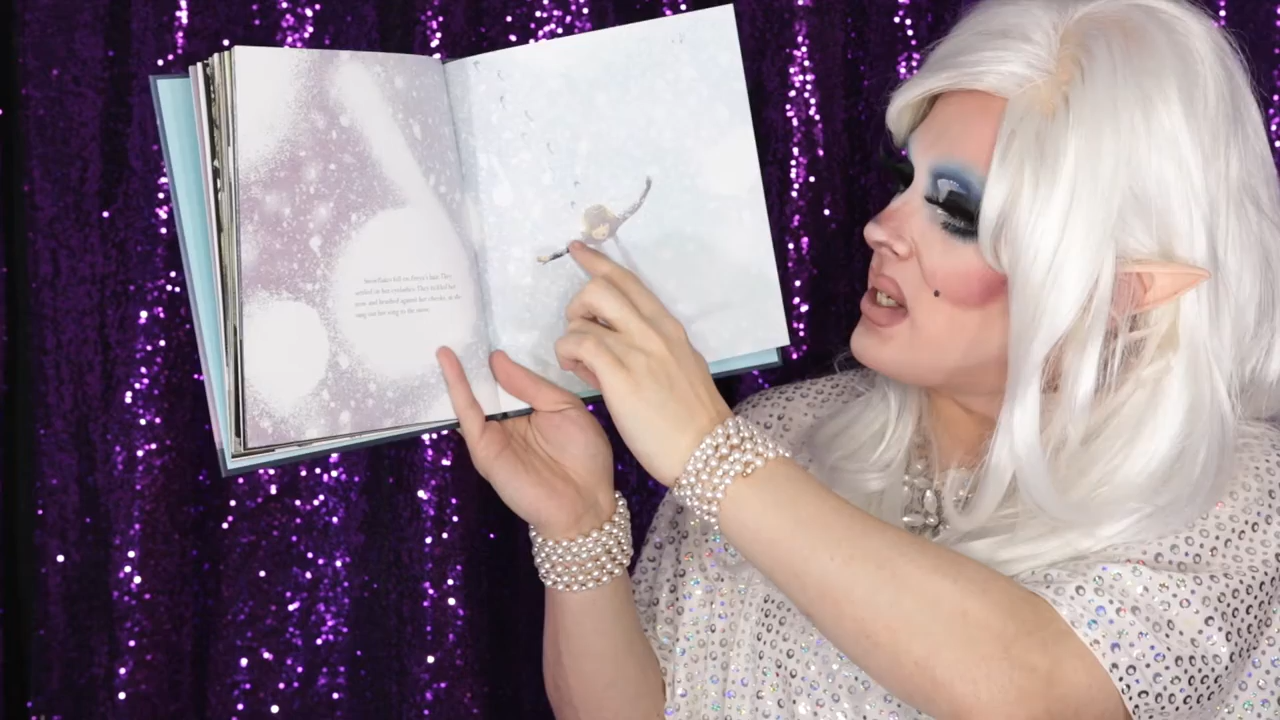 Snowflakes fell on Freya's hair. They
settled on her eyelashes. They tickled her
nose and brushed against her cheeks, as she
sang out her song to the snow.